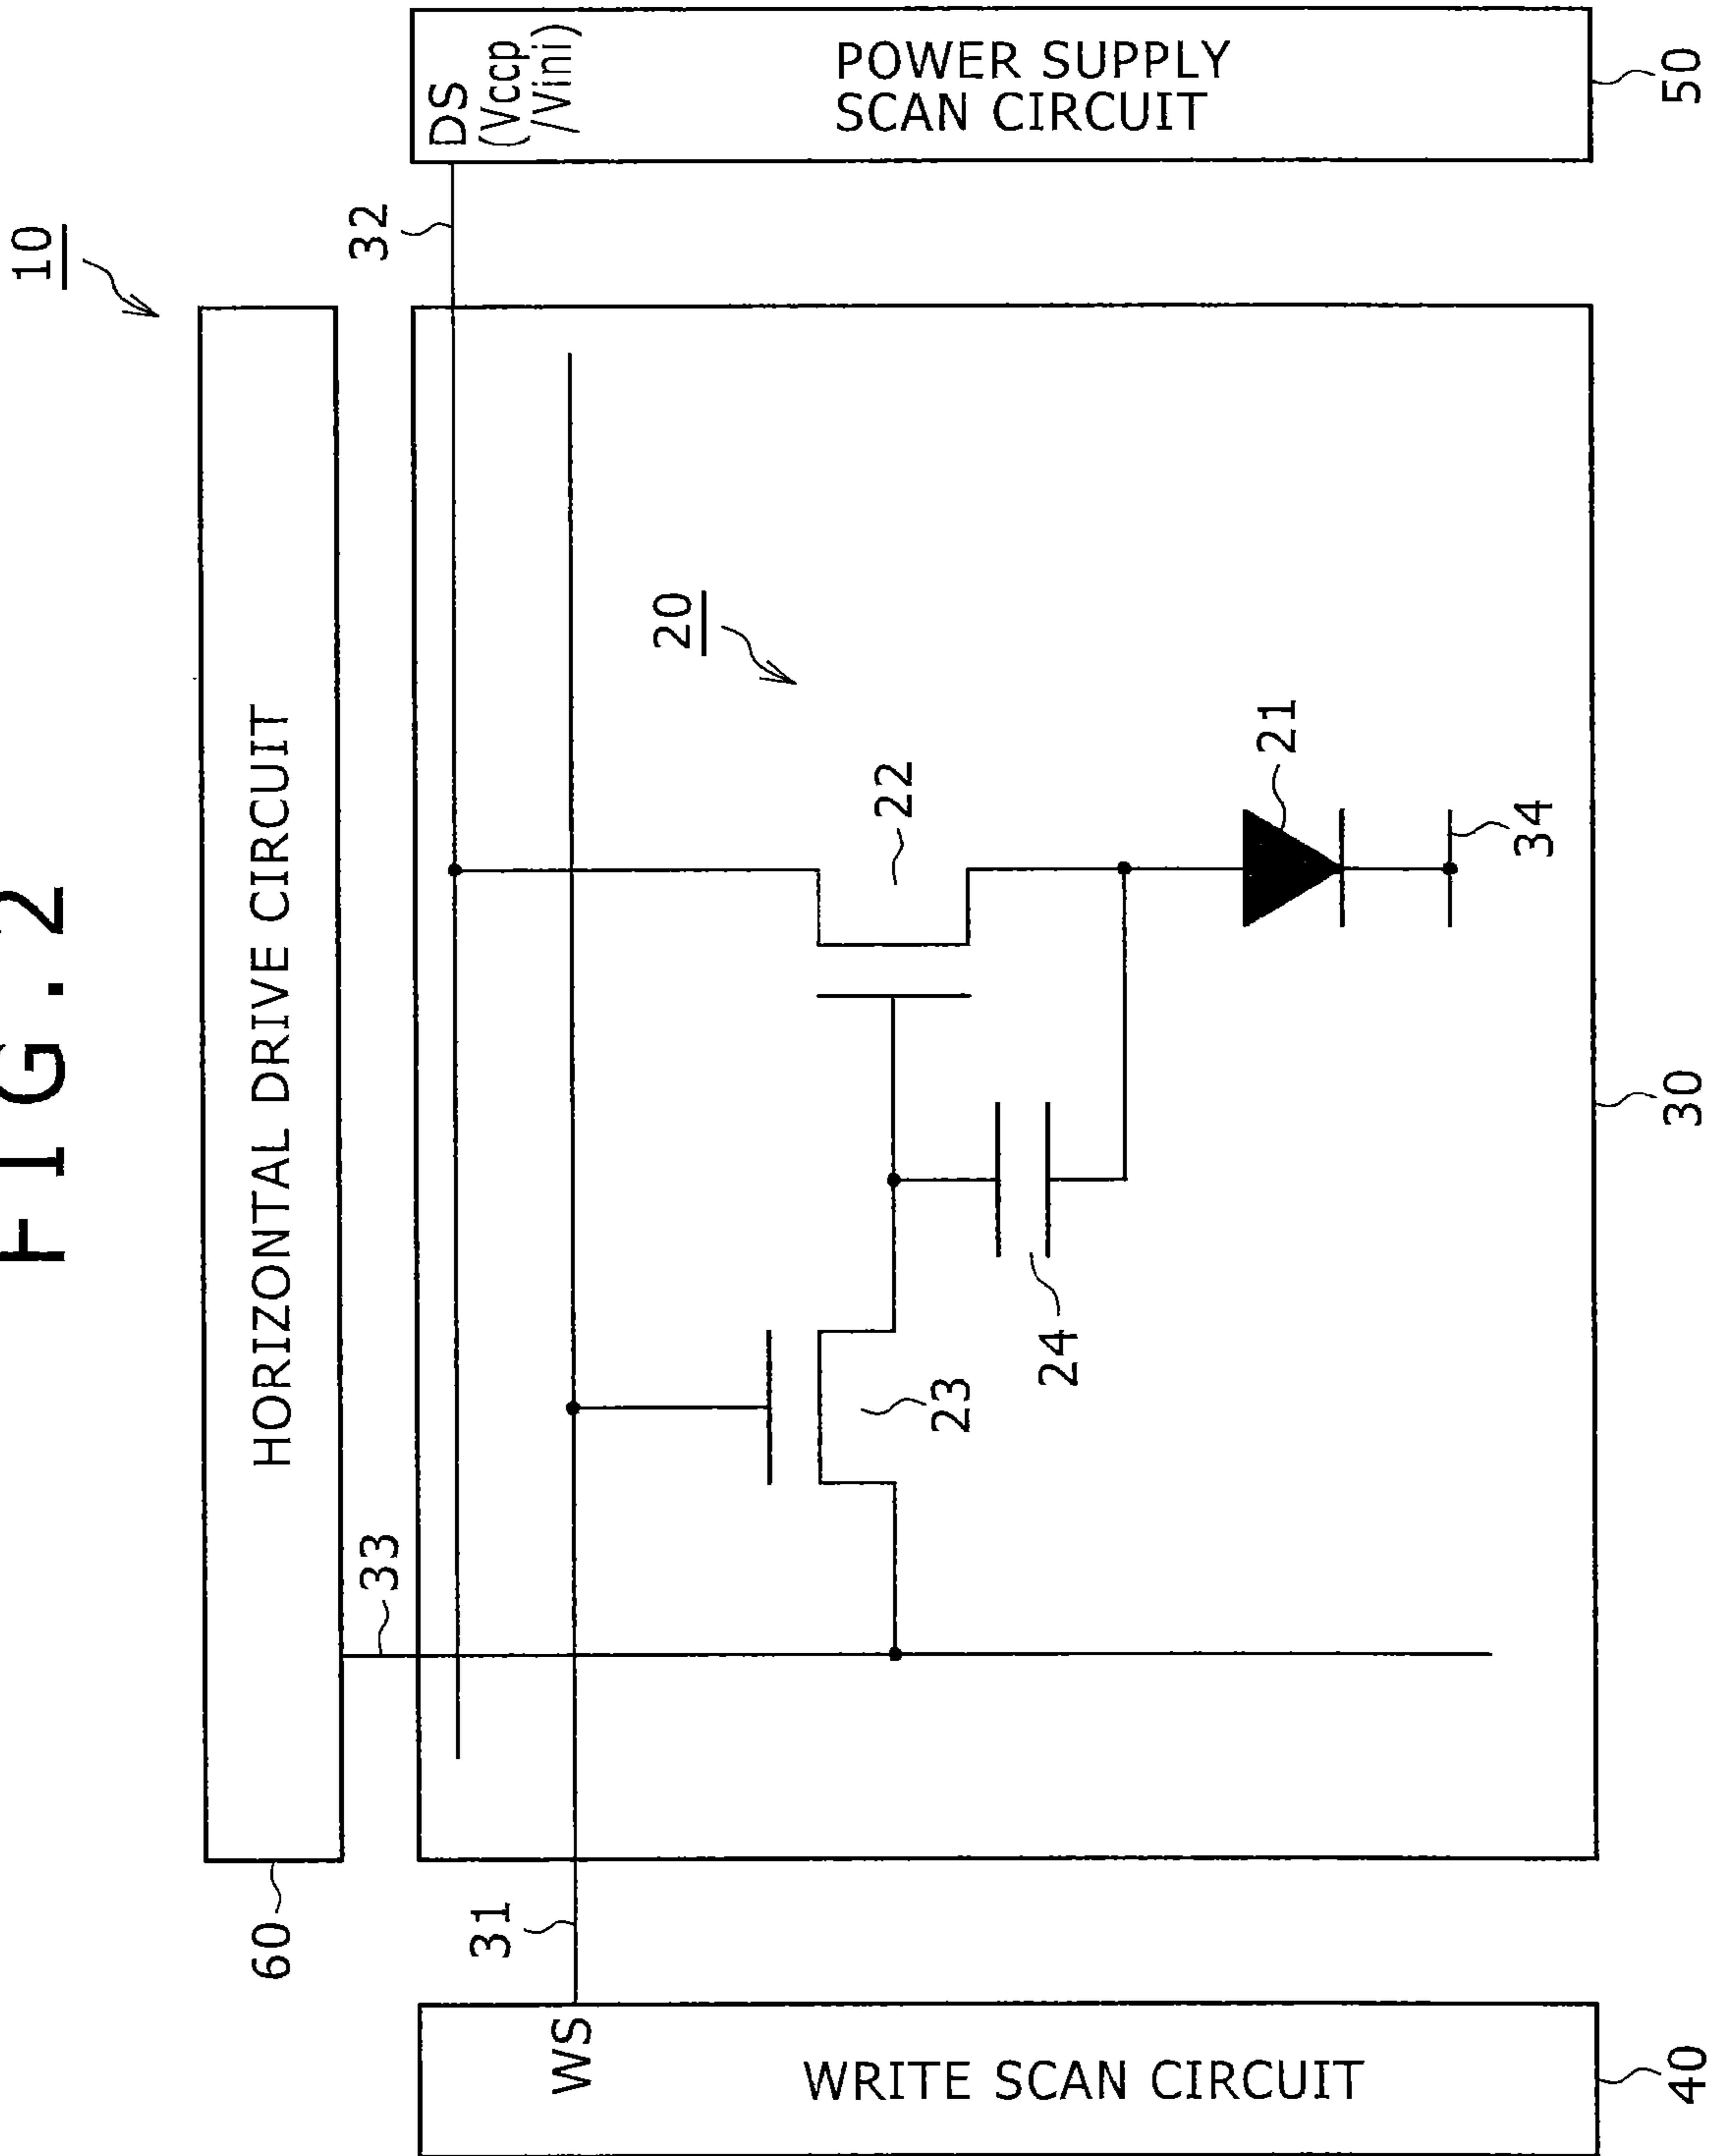 FIG.2
10
HORIZONTAL DRIVE CIRCUIT
60
33
32
31
WS
WRITE SCAN CIRCUIT
40
DS
(Vccp
/Vini)
POWER SUPPLY
SCAN CIRCUIT
50
20
22
23
24
21
34
30